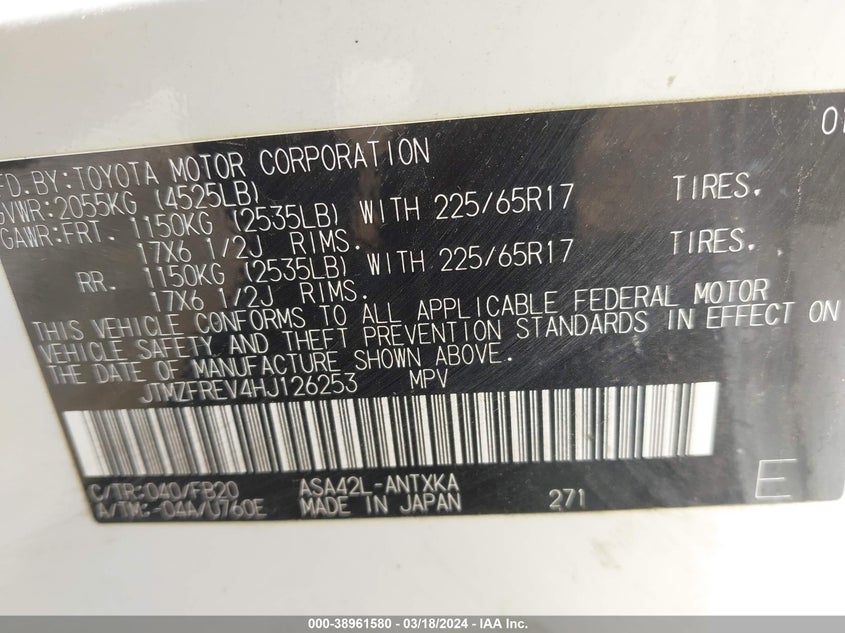 FD.BY:TOYOTA MOTOR CORPORATION
GVWR:2055KG (4525LB)
GAWR:FRT. 1150KG (2535LB) WITH 225/65R17 TIRES.
17X6 1/2J RIMS.
RR. 1150KG (2535LB) WITH 225/65R17 TIRES.
17X6 1/2J RIMS.
THIS VEHICLE CONFORMS TO ALL APPLICABLE FEDERAL MOTOR
VEHICLE SAFETY AND THEFT PREVENTION STANDARDS IN EFFECT ON
THE DATE OF MANUFACTURE SHOWN ABOVE.
JTMZFREV4HJ126253 MPV
C/TR:040/FB20 ASA42L-ANTXKA
A/TM:-04A/U760E MADE IN JAPAN 271 E
000-38961580 - 03/18/2024 - IAA Inc.